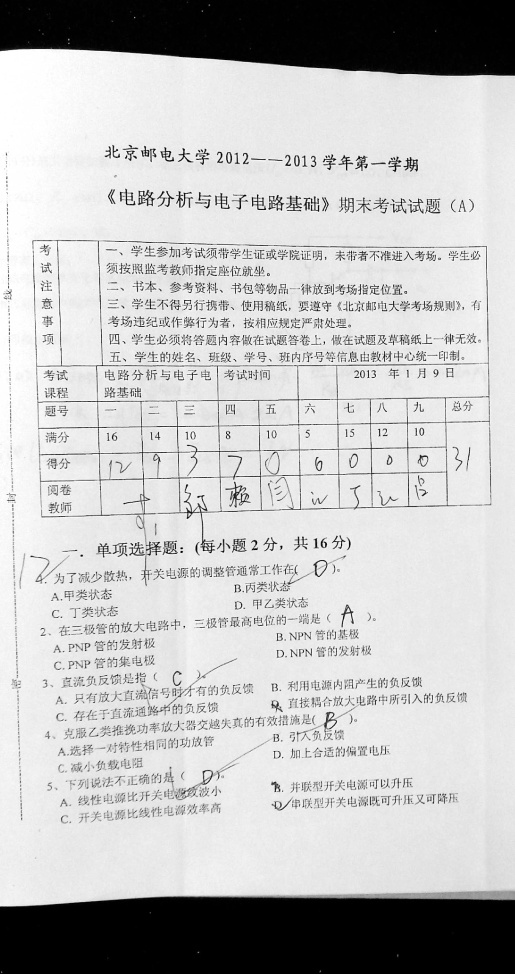 北京邮电大学 2012——2013 学年第一学期
《电路分析与电子电路基础》期末考试试题（A）
考试注意事项
一、学生参加考试须带学生证或学院证明，未带者不准进入考场。学生必
须按照监考教师指定座位就坐。
二、书本、参考资料、书包等物品一律放到考场指定位置。
三、学生不得另行携带、使用稿纸，要遵守《北京邮电大学考场规则》，有
考场违纪或作弊行为者，按相应规定严肃处理。
四、学生必须将答题内容做在试题答卷上，做在试题及草稿纸上一律无效。
五、学生的姓名、班级、学号、班内序号等信息由教材中心统一印制。
考试课程 电路分析与电子电路基础 考试时间 2013 年 1 月 9 日
题号 一 二 三 四 五 六 七 八 九 总分
满分 16 14 10 8 10 5 15 12 10
得分 12 9 3 7 0 0 0 0 0 31
阅卷教师
12
一．单项选择题：(每小题 2 分，共 16 分)
1. 为了减少散热，开关电源的调整管通常工作在( D )。
A.甲类状态 B.丙类状态
C. 丁类状态 D. 甲乙类状态
2、在三极管的放大电路中，三极管最高电位的一端是（ A ）。
A. PNP 管的发射极 B. NPN 管的基极
C. PNP 管的集电极 D. NPN 管的发射极
3、直流负反馈是指（ C ）。
A. 只有放大直流信号时才有的负反馈 B. 利用电源内阻产生的负反馈
C. 存在于直流通路中的负反馈 D. 直接耦合放大电路中所引入的负反馈
4、克服乙类推挽功率放大器交越失真的有效措施是( B )。
A.选择一对特性相同的功放管 B. 引入负反馈
C. 减小负载电阻 D. 加上合适的偏置电压
5、下列说法不正确的是（ D ）。
A. 线性电源比开关电源纹波小 B. 并联型开关电源可以升压
C. 开关电源比线性电源效率高 D. 串联型开关电源既可升压又可降压
线
封
密